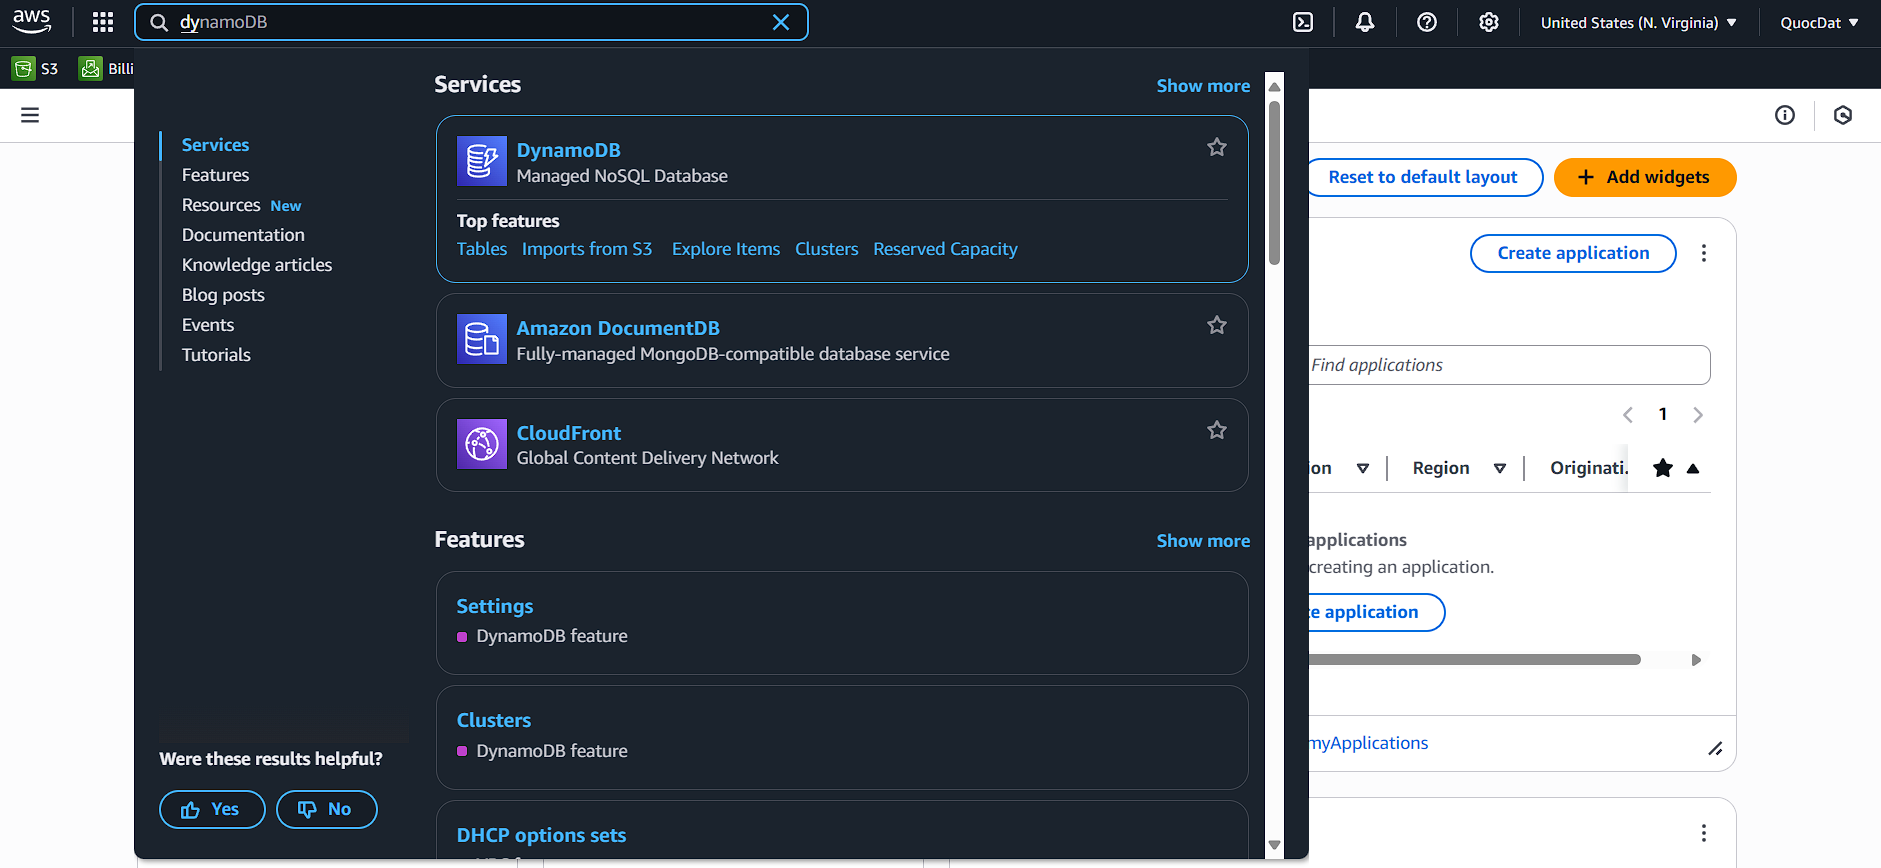 aws
dynamoDB
United States (N. Virginia)
QuocDat
S3
Billi
Services
Features
Resources New
Documentation
Knowledge articles
Blog posts
Events
Tutorials
Were these results helpful?
Yes
No
Services
Show more
DynamoDB
Managed NoSQL Database
Top features
Tables Imports from S3 Explore Items Clusters Reserved Capacity
Amazon DocumentDB
Fully-managed MongoDB-compatible database service
CloudFront
Global Content Delivery Network
Features
Show more
Settings
DynamoDB feature
Clusters
DynamoDB feature
DHCP options sets
Reset to default layout
+ Add widgets
Create application
Find applications
1
ion
Region
Originati.
applications
creating an application.
te application
myApplications